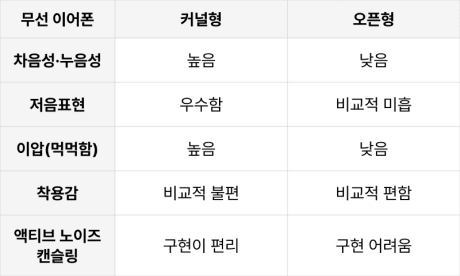 무선 이어폰 커널형 오픈형
차음성·누음성 높음 낮음
저음표현 우수함 비교적 미흡
이압(먹먹함) 높음 낮음
착용감 비교적 불편 비교적 편함
액티브 노이즈
캔슬링 구현이 편리 구현 어려움